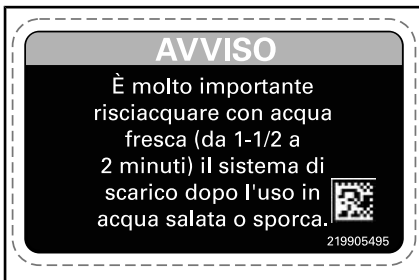 AVVISO
È molto importante
risciacquare con acqua
fresca (da 1-1/2 a
2 minuti) il sistema di
scarico dopo l'uso in
acqua salata o sporca.
219905495